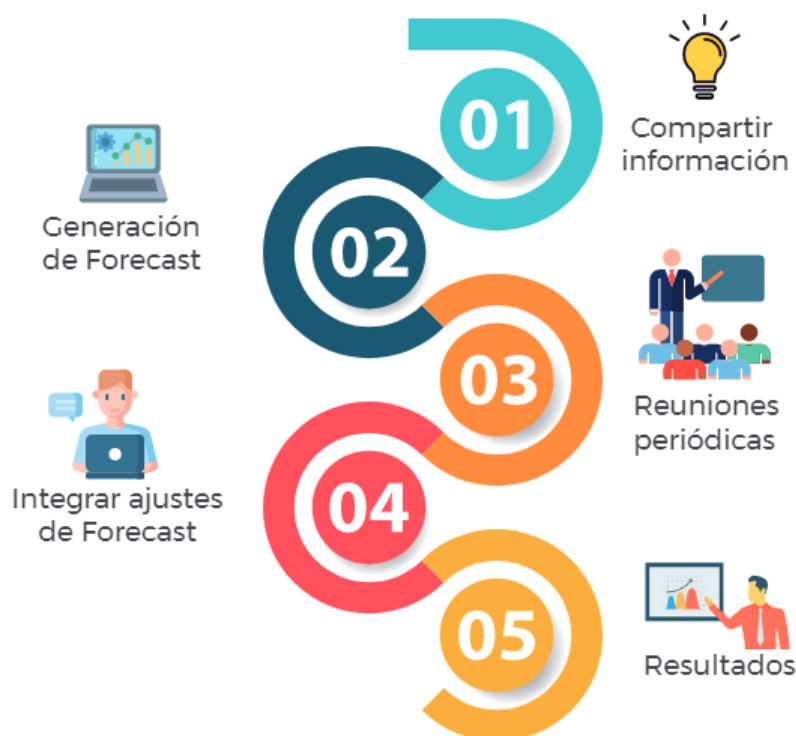 01
Compartir
información
02
Generación
de Forecast
03
Reuniones
periódicas
04
Integrar ajustes
de Forecast
05
Resultados